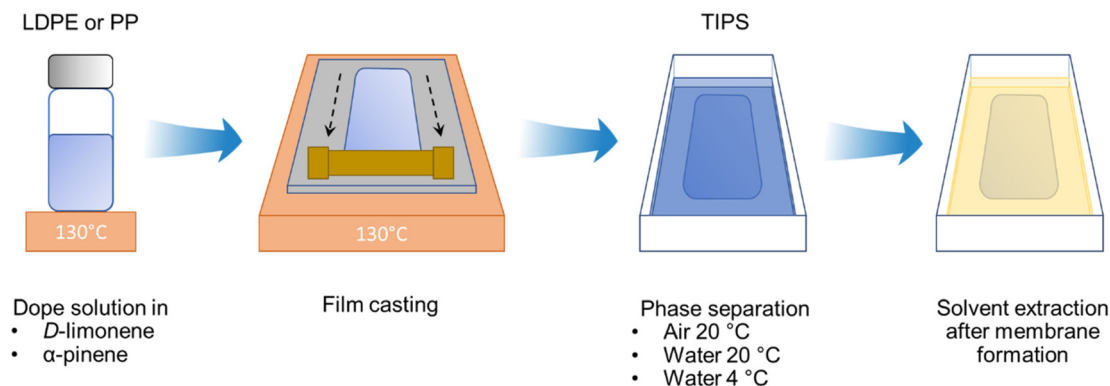 LDPE or PP
TIPS
130°C
130°C
Dope solution in
• D-limonene
• α-pinene
Film casting
Phase separation
• Air 20 °C
• Water 20 °C
• Water 4 °C
Solvent extraction
after membrane
formation